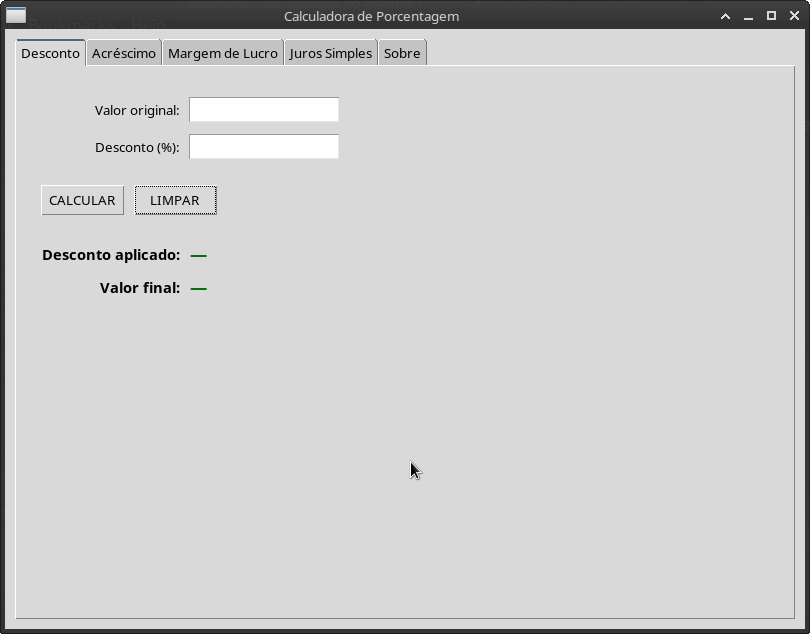 Calculadora de Porcentagem
Desconto Acréscimo Margem de Lucro Juros Simples Sobre
Valor original:
Desconto (%):
CALCULAR LIMPAR
Desconto aplicado: —
Valor final: —